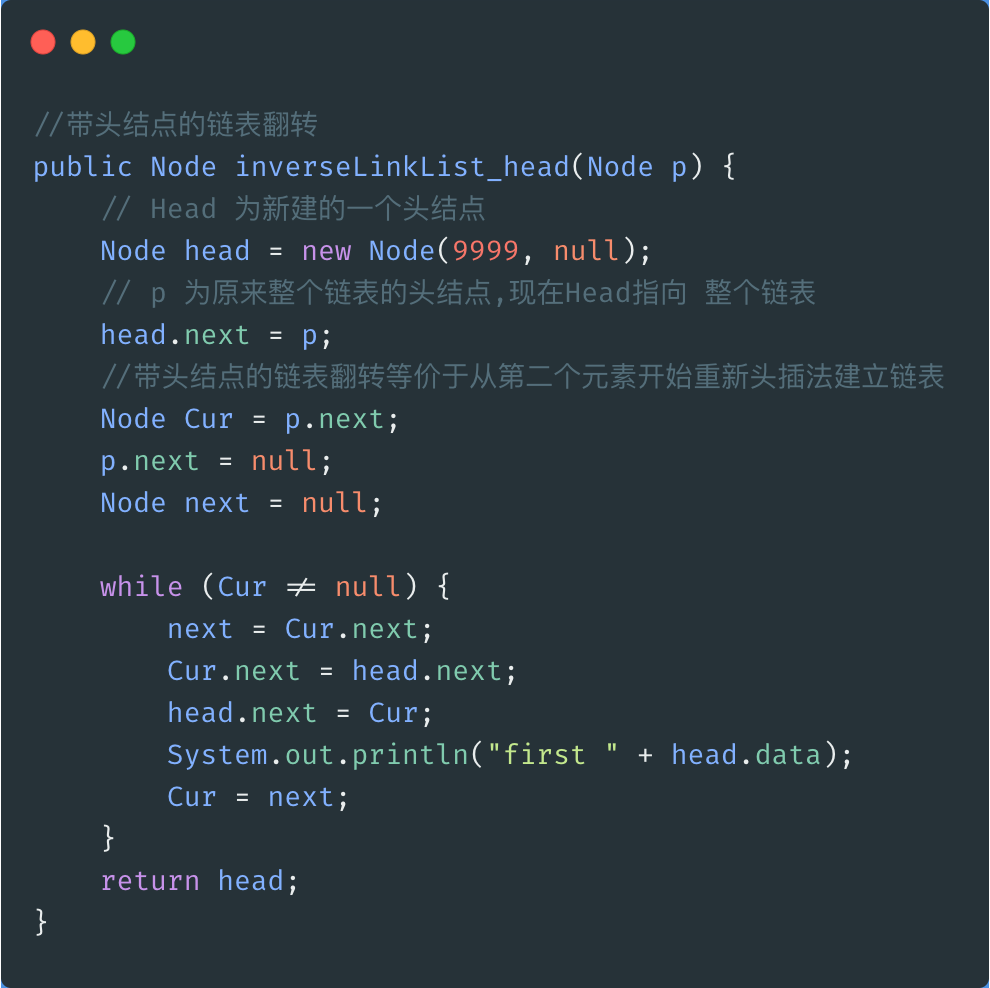 //带头结点的链表翻转
public Node inverseLinkList_head(Node p) {
    // Head 为新建的一个头结点
    Node head = new Node(9999, null);
    // p 为原来整个链表的头结点,现在Head指向 整个链表
    head.next = p;
    //带头结点的链表翻转等价于从第二个元素开始重新头插法建立链表
    Node Cur = p.next;
    p.next = null;
    Node next = null;

    while (Cur != null) {
        next = Cur.next;
        Cur.next = head.next;
        head.next = Cur;
        System.out.println("first " + head.data);
        Cur = next;
    }
    return head;
}